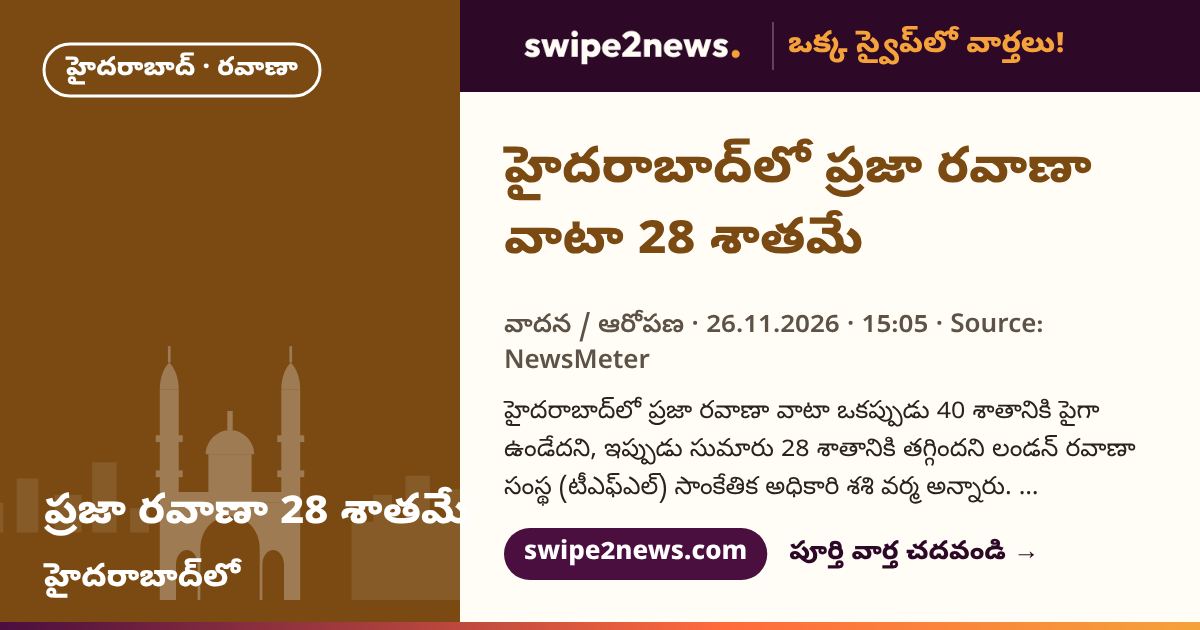 హైదరాబాద్ · రవాణా
swipe2news.
ఒక్క స్వైప్‌లో వార్తలు!
హైదరాబాద్‌లో ప్రజా రవాణా
వాటా 28 శాతమే
వాదన / ఆరోపణ · 26.11.2026 · 15:05 · Source:
NewsMeter
హైదరాబాద్‌లో ప్రజా రవాణా వాటా ఒకప్పుడు 40 శాతానికి పైగా
ఉండేదని, ఇప్పుడు సుమారు 28 శాతానికి తగ్గిందని లండన్ రవాణా
సంస్థ (టీఎఫ్ఎల్) సాంకేతిక అధికారి శశి వర్మ అన్నారు. ...
ప్రజా రవాణా 28 శాతమే
హైదరాబాద్‌లో
swipe2news.com
పూర్తి వార్త చదవండి →